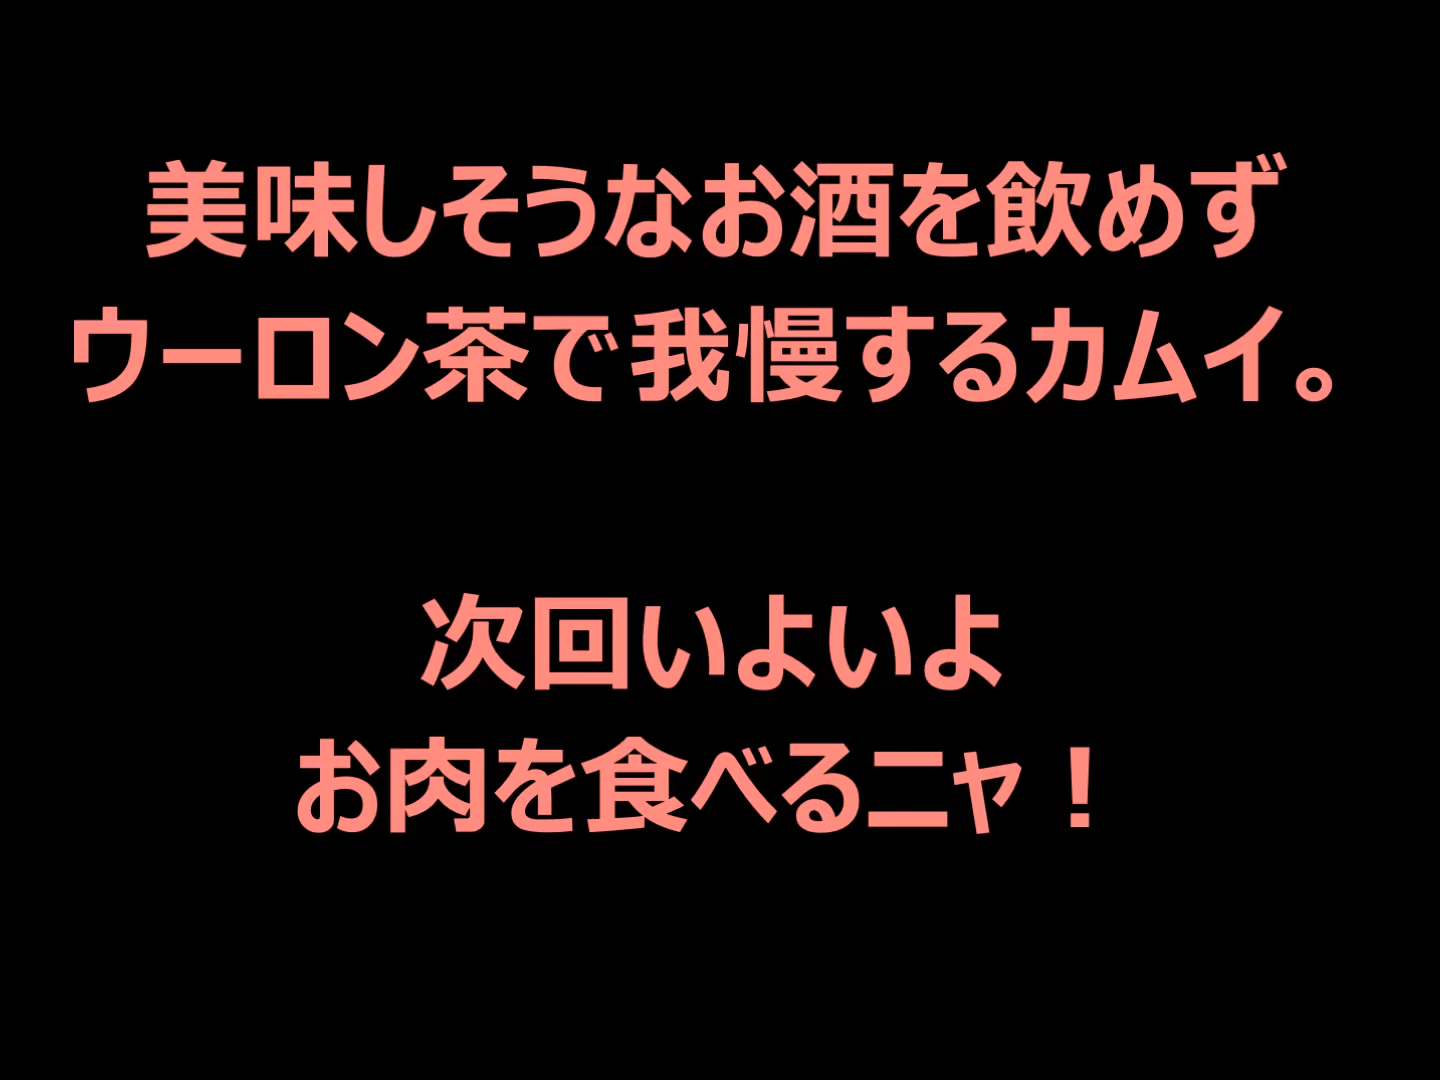 美味しそうなお酒を飲めず
ウーロン茶で我慢するカムイ。
次回いよいよ
お肉を食べるニャ！